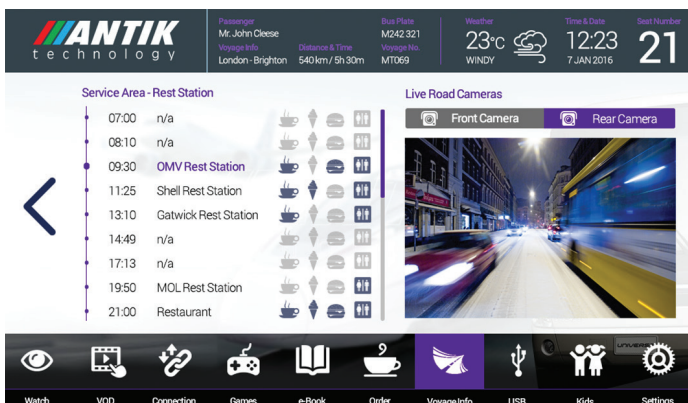 ANTIK
technology
Passenger
Mr. John Cleese
Voyage Info
London - Brighton
Distance & Time
540 km / 5h 30m
Bus Plate
M242 321
Voyage No.
MT069
Weather
23°C
WINDY
Time & Date
12:23
7 JAN 2016
Seat Number
21
Service Area - Rest Station
07:00 n/a
08:10 n/a
09:30 OMV Rest Station
11:25 Shell Rest Station
13:10 Gatwick Rest Station
14:49 n/a
17:13 n/a
19:50 MOL Rest Station
21:00 Restaurant
Live Road Cameras
Front Camera
Rear Camera
Watch
VOD
Connection
Games
e-Book
Order
Voyage Info
USB
Kids
Settings